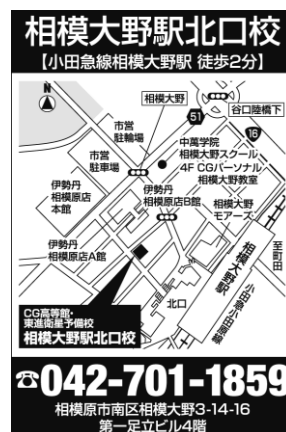 相模大野駅北口校
【小田急線相模大野駅 徒歩2分】
N
相模大野
谷口陸橋下
51
16
市営
駐輪場
市営
駐車場
中萬学院
相模大野スクール
4F CGパーソナル
相模大野教室
伊勢丹
相模原店
本館
伊勢丹
相模原店B館
相模大野
モアーズ
伊勢丹
相模原店A館
至町田
相模大野駅
小田急小田原線
北口
CG高等館・
東進衛星予備校
相模大野駅北口校
☎042-701-1859
相模原市南区相模大野3-14-16
第一足立ビル4階